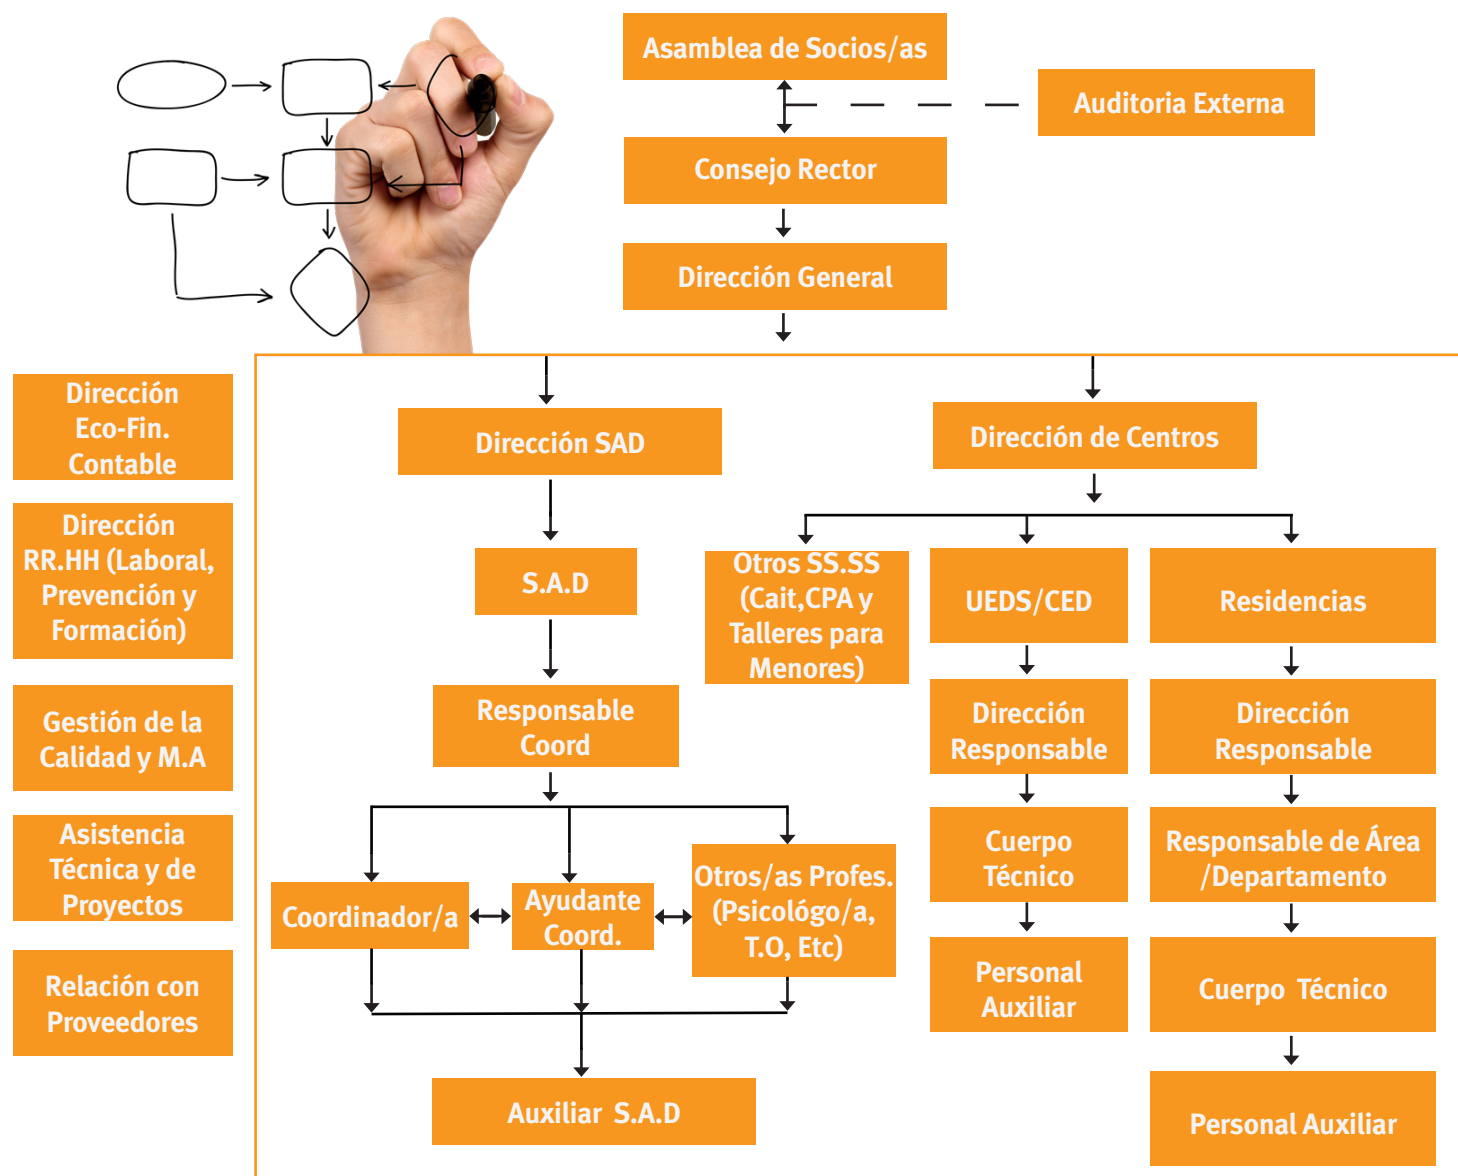 Asamblea de Socios/as
Auditoria Externa
Consejo Rector
Dirección General
Dirección
Eco-Fin.
Contable
Dirección
RR.HH (Laboral,
Prevención y
Formación)
Gestión de la
Calidad y M.A
Asistencia
Técnica y de
Proyectos
Relación con
Proveedores
Dirección SAD
S.A.D
Responsable
Coord
Coordinador/a
Ayudante
Coord.
Otros/as Profes.
(Psicológo/a,
T.O, Etc)
Auxiliar S.A.D
Dirección de Centros
Otros SS.SS
(Cait,CPA y
Talleres para
Menores)
UEDS/CED
Dirección
Responsable
Cuerpo
Técnico
Personal
Auxiliar
Residencias
Dirección
Responsable
Responsable de Área
/Departamento
Cuerpo Técnico
Personal Auxiliar